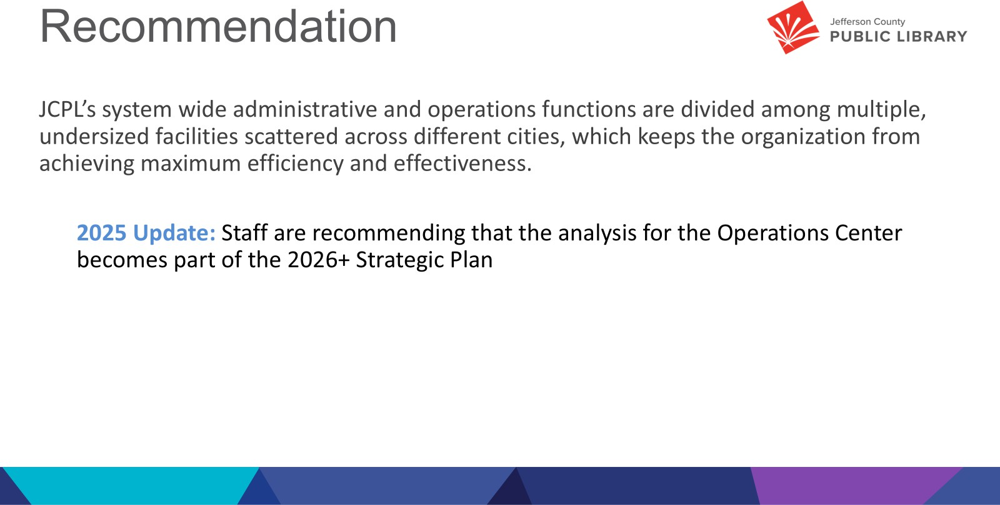 Recommendation
Jefferson County
PUBLIC LIBRARY
JCPL’s system wide administrative and operations functions are divided among multiple,
undersized facilities scattered across different cities, which keeps the organization from
achieving maximum efficiency and effectiveness.
2025 Update: Staff are recommending that the analysis for the Operations Center
becomes part of the 2026+ Strategic Plan